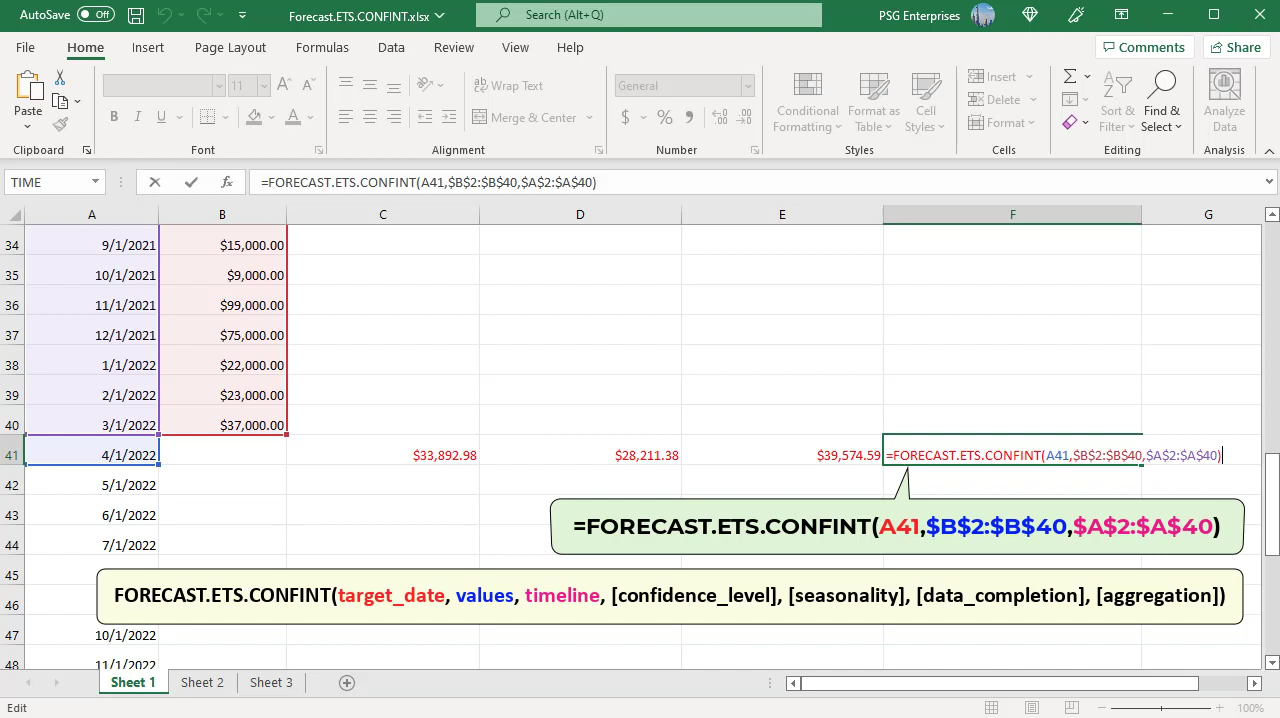 AutoSave Off Forecast.ETS.CONFINT.xlsx Search (Alt+Q) PSG Enterprises
File Home Insert Page Layout Formulas Data Review View Help Comments Share
11 Wrap Text General Insert
Paste Conditional Formatting Format as Table Cell Styles Delete Sort & Filter Find & Select Analyze Data
B I U A Merge & Center $ % Format
Clipboard Font Alignment Number Styles Cells Editing Analysis
TIME fx =FORECAST.ETS.CONFINT(A41,$B$2:$B$40,$A$2:$A$40)
A B C D E F G
34 9/1/2021 $15,000.00
35 10/1/2021 $9,000.00
36 11/1/2021 $99,000.00
37 12/1/2021 $75,000.00
38 1/1/2022 $22,000.00
39 2/1/2022 $23,000.00
40 3/1/2022 $37,000.00
41 4/1/2022 $33,892.98 $28,211.38 $39,574.59 =FORECAST.ETS.CONFINT(A41,$B$2:$B$40,$A$2:$A$40)
42 5/1/2022
43 6/1/2022
=FORECAST.ETS.CONFINT(A41,$B$2:$B$40,$A$2:$A$40)
44 7/1/2022
45
46
FORECAST.ETS.CONFINT(target_date, values, timeline, [confidence_level], [seasonality], [data_completion], [aggregation])
47 10/1/2022
48 11/1/2022
Sheet 1 Sheet 2 Sheet 3
Edit 100%